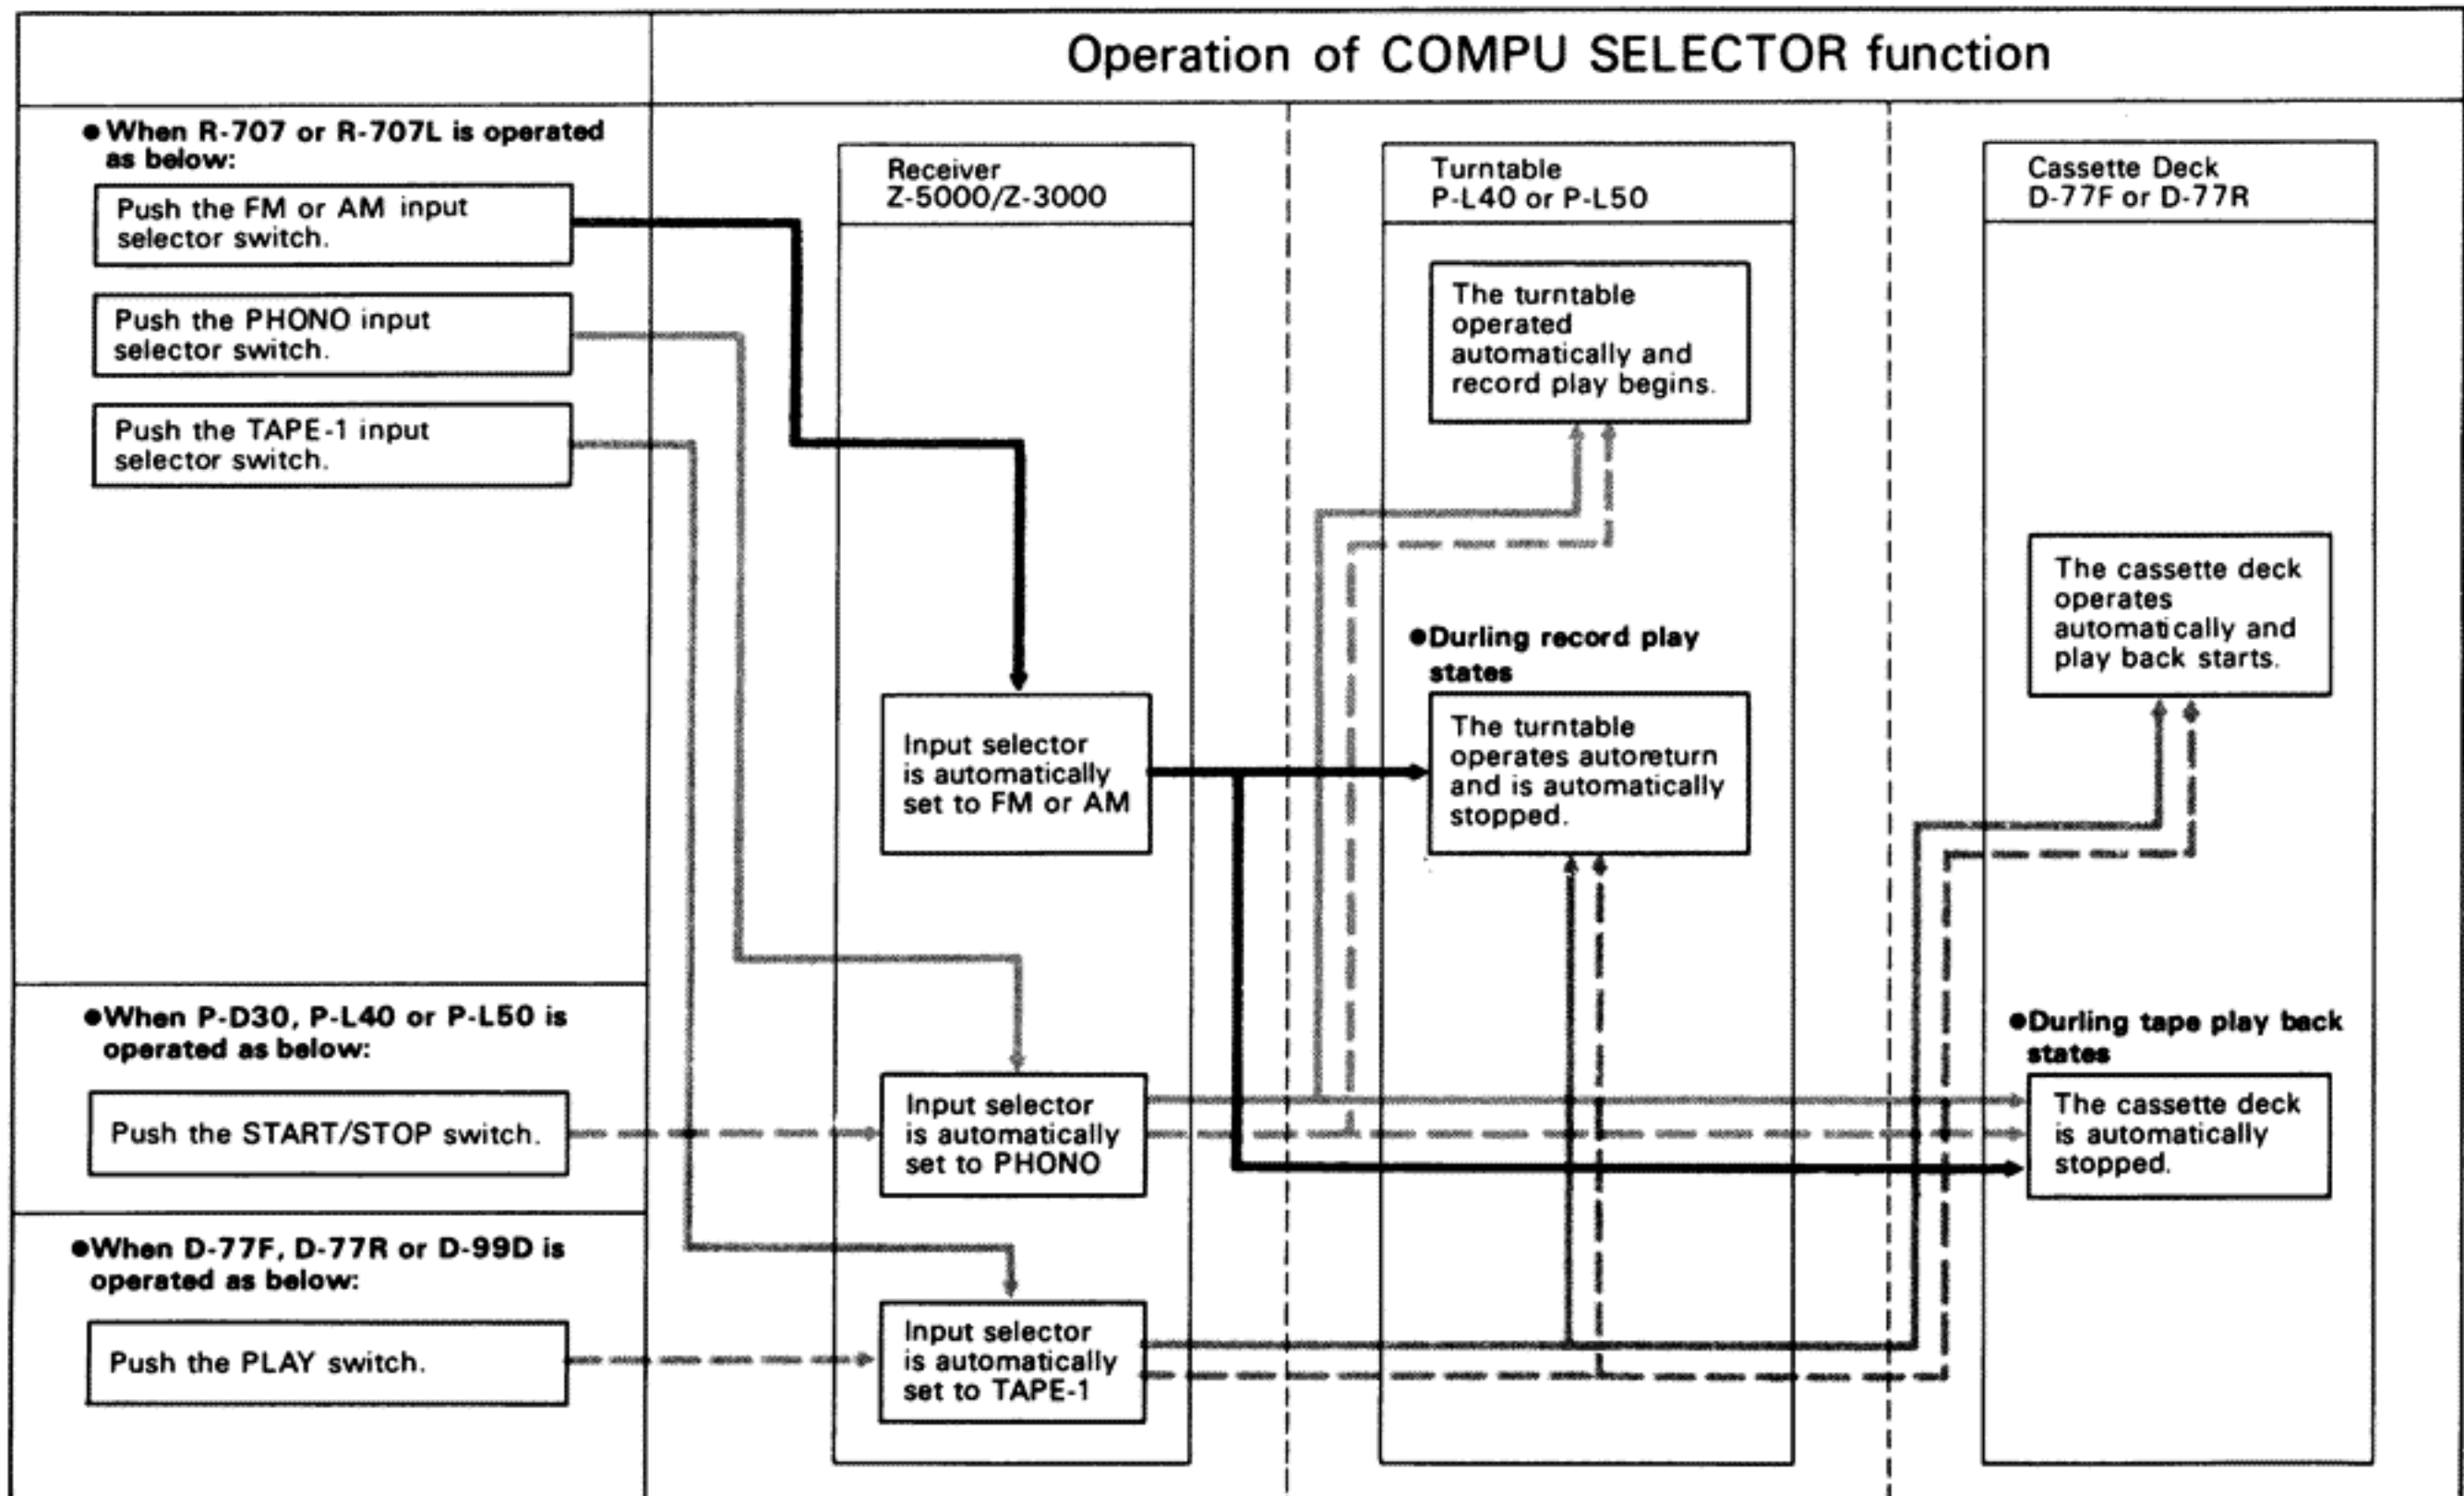 Operation of COMPU SELECTOR function
●When R-707 or R-707L is operated
as below:
Push the FM or AM input
selector switch.
Push the PHONO input
selector switch.
Push the TAPE-1 input
selector switch.
●When P-D30, P-L40 or P-L50 is
operated as below:
Push the START/STOP switch.
●When D-77F, D-77R or D-99D is
operated as below:
Push the PLAY switch.
Receiver
Z-5000/Z-3000
Input selector
is automatically
set to FM or AM
Input selector
is automatically
set to PHONO
Input selector
is automatically
set to TAPE-1
Turntable
P-L40 or P-L50
The turntable
operated
automatically and
record play begins.
●Durling record play
states
The turntable
operates autoreturn
and is automatically
stopped.
Cassette Deck
D-77F or D-77R
The cassette deck
operates
automatically and
play back starts.
●Durling tape play back
states
The cassette deck
is automatically
stopped.